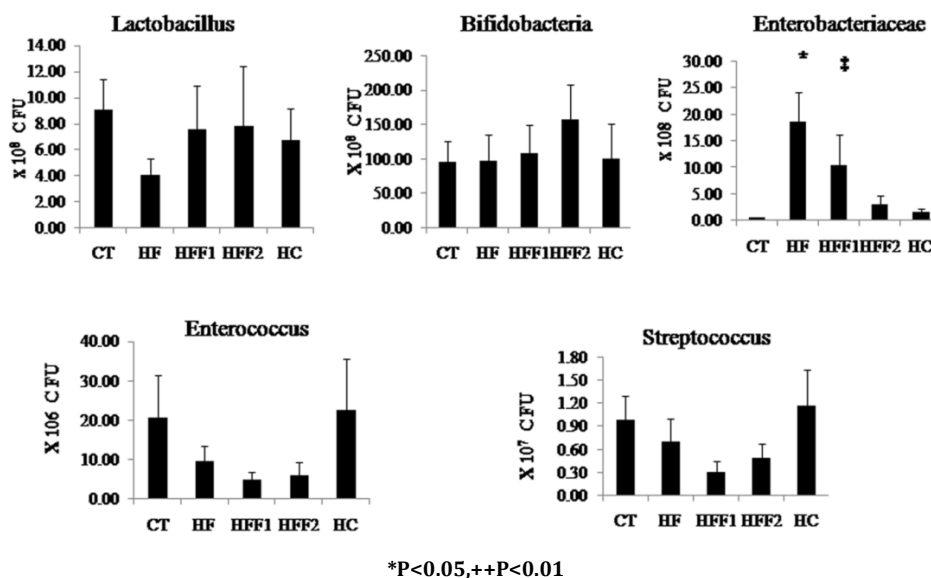 Lactobacillus
14.00
12.00
10.00
8.00
6.00
4.00
2.00
0.00
X 10⁸ CFU
CT HF HFF1 HFF2 HC
Bifidobacteria
250.00
200.00
150.00
100.00
50.00
0.00
X 10⁸ CFU
CT HF HFF1 HFF2 HC
Enterobacteriaceae
30.00
25.00
20.00
15.00
10.00
5.00
0.00
X 108 CFU
* ‡
CT HF HFF1 HFF2 HC
Enterococcus
40.00
30.00
20.00
10.00
0.00
X 106 CFU
CT HF HFF1 HFF2 HC
Streptococcus
1.80
1.50
1.20
0.90
0.60
0.30
0.00
X 10⁷ CFU
CT HF HFF1 HFF2 HC
*P<0.05,++P<0.01